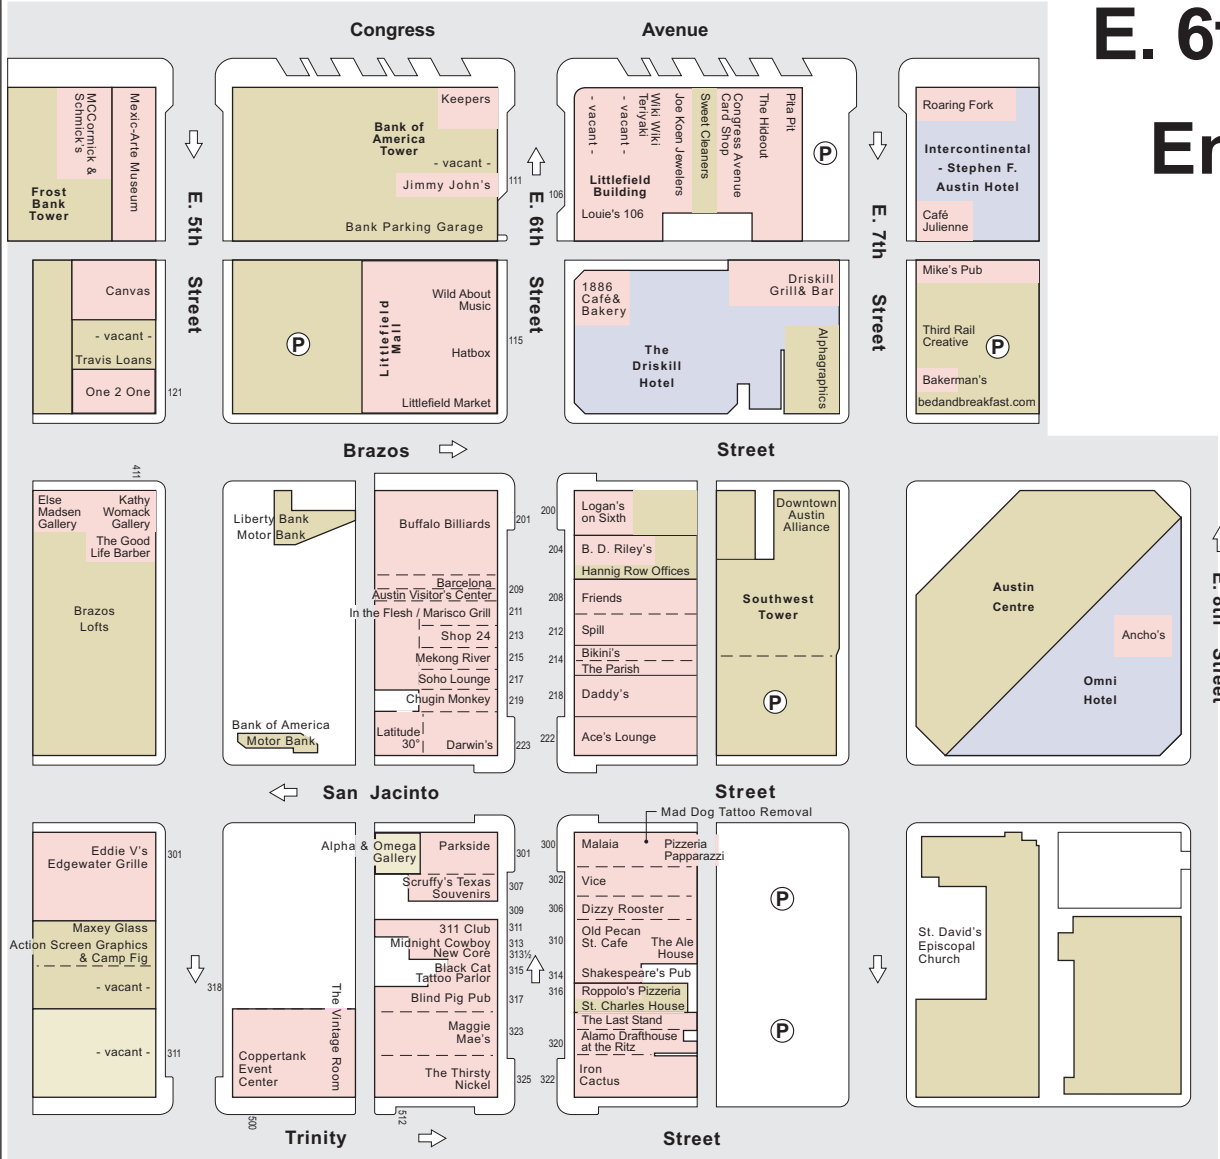 Congress Avenue
E. 6
E
MCCormick &
Schmick's
Mexic-Arte Museum
Frost
Bank
Tower
E. 5th Street
Keepers
Bank of
America
Tower
- vacant -
Jimmy John's
Bank Parking Garage
111
E. 6th Street
106
- vacant -
- vacant -
Wiki Wiki
Teriyaki
Joe Koen Jewelers
Sweet Cleaners
Congress Avenue
Card Shop
The Hideout
Pita Pit
P
Littlefield
Building
Louie's 106
E. 7th Street
Roaring Fork
Intercontinental
- Stephen F.
Austin Hotel
Café
Julienne
Canvas
- vacant -
Travis Loans
One 2 One
121
P
Littlefield
Mall
Wild About
Music
Hatbox
Littlefield Market
115
1886
Café&
Bakery
Driskill
Grill& Bar
The
Driskill
Hotel
Alphagraphics
Mike's Pub
Third Rail
Creative
P
Bakerman's
bedandbreakfast.com
Brazos Street
411
Else
Madsen
Gallery
Kathy
Womack
Gallery
The Good
Life Barber
Brazos
Lofts
Liberty Bank
Motor Bank
Bank of America
Motor Bank
Buffalo Billiards
Barcelona
Austin Visitor's Center
In the Flesh / Marisco Grill
Shop 24
Mekong River
Soho Lounge
Chugin Monkey
Latitude
30°
Darwin's
201
209
211
213
215
217
219
223
200
204
208
212
214
218
222
Logan's
on Sixth
B. D. Riley's
Hannig Row Offices
Friends
Spill
Bikini's
The Parish
Daddy's
Ace's Lounge
Downtown
Austin
Alliance
Southwest
Tower
P
Austin
Centre
Ancho's
Omni
Hotel
E. 8th Street
San Jacinto Street
Mad Dog Tattoo Removal
Eddie V's
Edgewater Grille
301
Maxey Glass
Action Screen Graphics
& Camp Fig
- vacant -
- vacant -
311
318
The Vintage Room
Coppertank
Event
Center
500
Alpha & Omega
Gallery
Parkside
Scruffy's Texas
Souvenirs
311 Club
Midnight Cowboy
New Core
Black Cat
Tattoo Parlor
Blind Pig Pub
Maggie
Mae's
The Thirsty
Nickel
512
301
307
309
311
313
313½
315
317
323
325
300
302
306
310
314
316
320
322
Malaia
Pizzeria
Papparazzi
Vice
Dizzy Rooster
Old Pecan
St. Cafe
The Ale
House
Shakespeare's Pub
Roppolo's Pizzeria
St. Charles House
The Last Stand
Alamo Drafthouse
at the Ritz
Iron
Cactus
P
P
St. David's
Episcopal
Church
Trinity Street